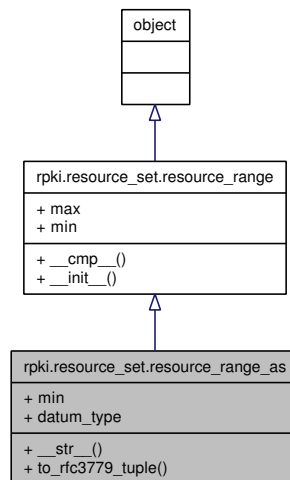 object
rpki.resource_set.resource_range
+ max
+ min
+ __cmp__()
+ __init__()
rpki.resource_set.resource_range_as
+ min
+ datum_type
+ __str__()
+ to_rfc3779_tuple()